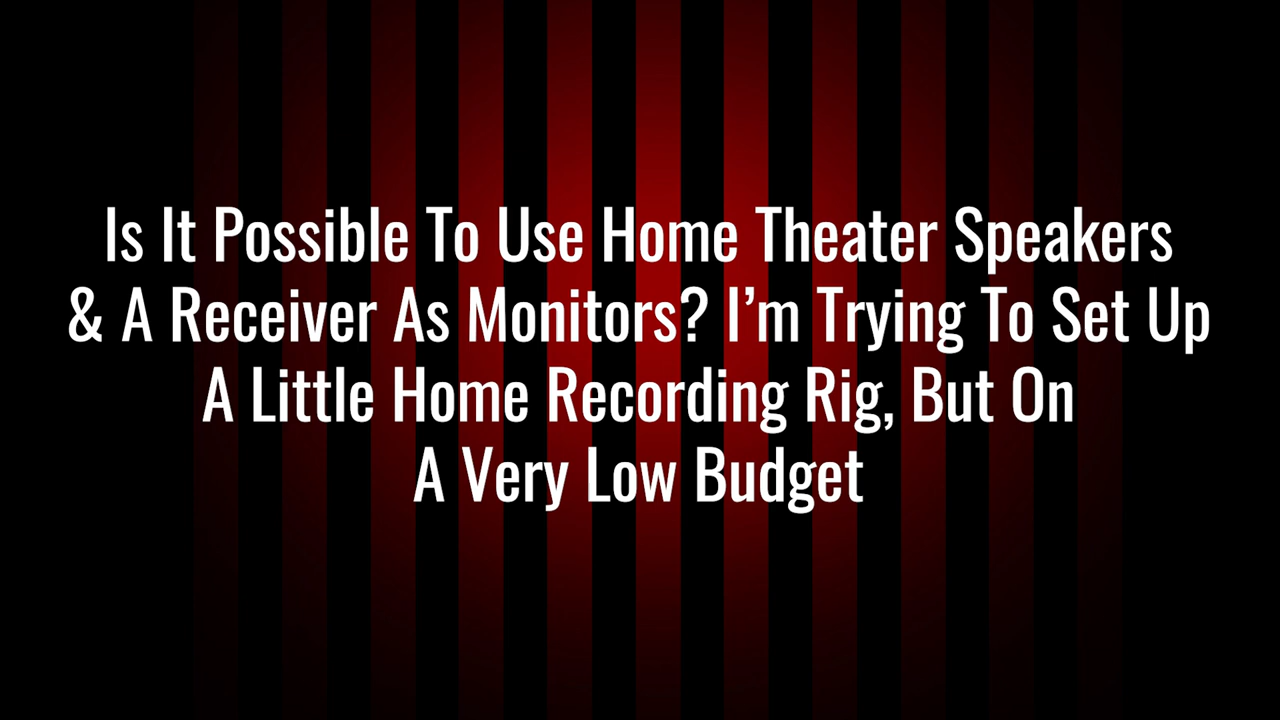 Is It Possible To Use Home Theater Speakers
& A Receiver As Monitors? I’m Trying To Set Up
A Little Home Recording Rig, But On
A Very Low Budget